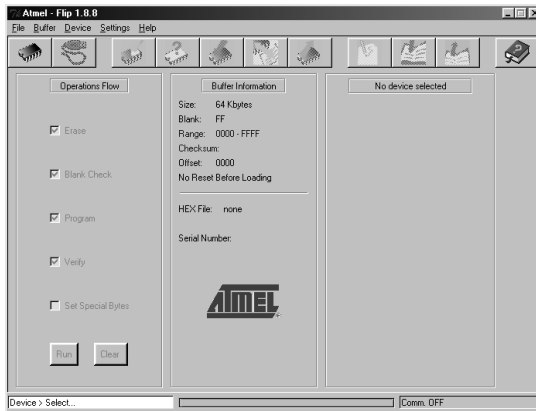 Atmel - Flip 1.8.8
File Buffer Device Settings Help
Operations Flow
Erase
Blank Check
Program
Verify
Set Special Bytes
Run Clear
Buffer Information
Size: 64 Kbytes
Blank: FF
Range: 0000 - FFFF
Checksum:
Offset: 0000
No Reset Before Loading
HEX File: none
Serial Number:
ATMEL
No device selected
Device > Select...
Comm. OFF